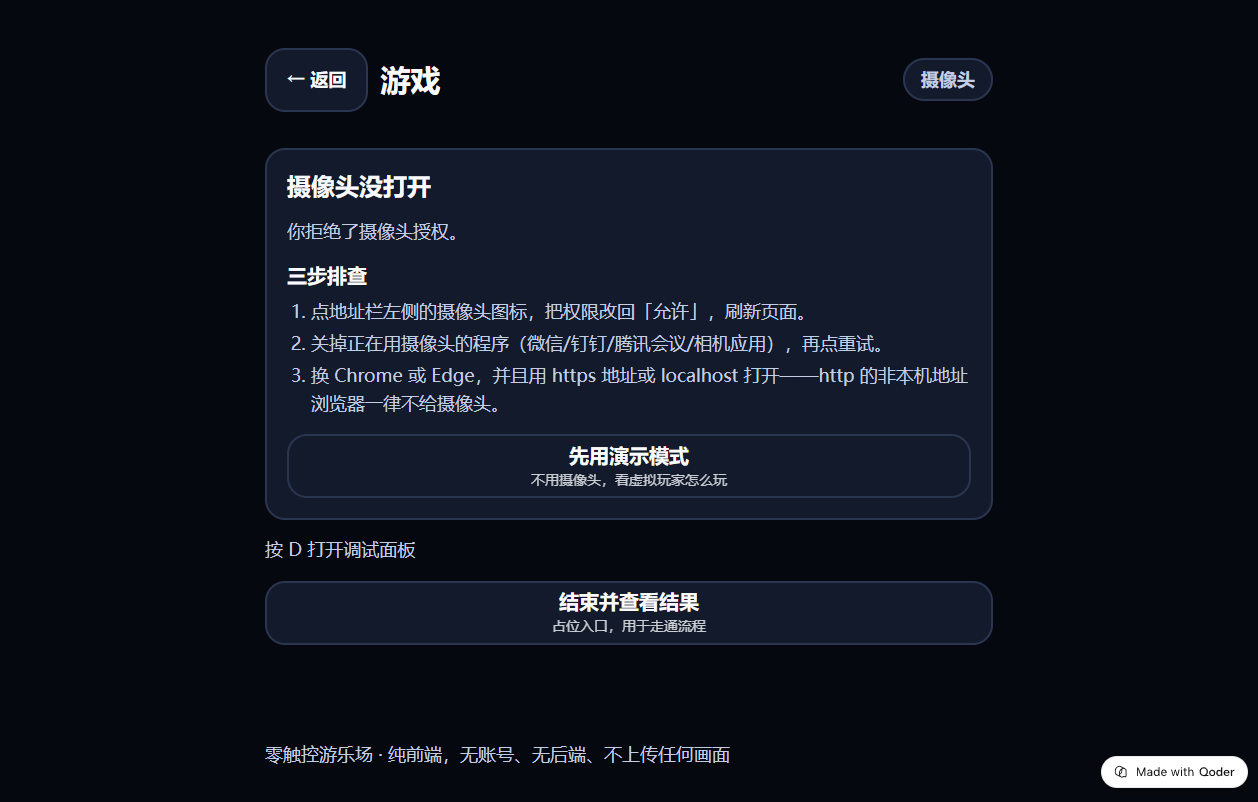 ← 返回
游戏
摄像头
摄像头没打开
你拒绝了摄像头授权。
三步排查
1. 点地址栏左侧的摄像头图标，把权限改回「允许」，刷新页面。
2. 关掉正在用摄像头的程序（微信/钉钉/腾讯会议/相机应用），再点重试。
3. 换 Chrome 或 Edge，并且用 https 地址或 localhost 打开——http 的非本机地址
浏览器一律不给摄像头。
先用演示模式
不用摄像头，看虚拟玩家怎么玩
按 D 打开调试面板
结束并查看结果
占位入口，用于走通流程
零触控游乐场 · 纯前端，无账号、无后端、不上传任何画面
Made with Qoder